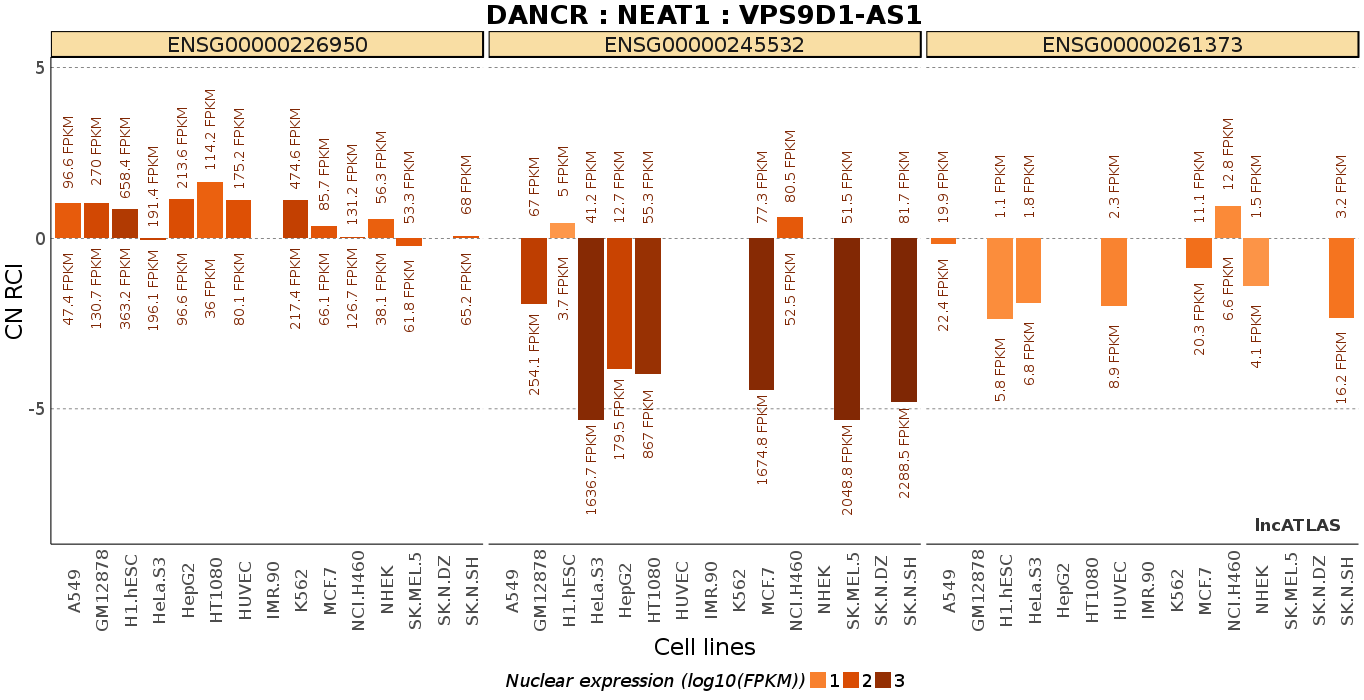 DANCR : NEAT1 : VPS9D1-AS1
ENSG00000226950 ENSG00000245532 ENSG00000261373
5
0
-5
CN RCI
96.6 FPKM
270 FPKM
658.4 FPKM
191.4 FPKM
213.6 FPKM
114.2 FPKM
175.2 FPKM
474.6 FPKM
85.7 FPKM
131.2 FPKM
56.3 FPKM
53.3 FPKM
68 FPKM
47.4 FPKM
130.7 FPKM
363.2 FPKM
196.1 FPKM
96.6 FPKM
36 FPKM
80.1 FPKM
217.4 FPKM
66.1 FPKM
126.7 FPKM
38.1 FPKM
61.8 FPKM
65.2 FPKM
67 FPKM
5 FPKM
41.2 FPKM
12.7 FPKM
55.3 FPKM
77.3 FPKM
80.5 FPKM
51.5 FPKM
81.7 FPKM
254.1 FPKM
3.7 FPKM
1636.7 FPKM
179.5 FPKM
867 FPKM
1674.8 FPKM
52.5 FPKM
2048.8 FPKM
2288.5 FPKM
19.9 FPKM
1.1 FPKM
1.8 FPKM
2.3 FPKM
11.1 FPKM
12.8 FPKM
1.5 FPKM
3.2 FPKM
22.4 FPKM
5.8 FPKM
6.8 FPKM
8.9 FPKM
20.3 FPKM
6.6 FPKM
4.1 FPKM
16.2 FPKM
lncATLAS
A549
GM12878
H1.hESC
HeLa.S3
HepG2
HT1080
HUVEC
IMR.90
K562
MCF.7
NCI.H460
NHEK
SK.MEL.5
SK.N.DZ
SK.N.SH
A549
GM12878
H1.hESC
HeLa.S3
HepG2
HT1080
HUVEC
IMR.90
K562
MCF.7
NCI.H460
NHEK
SK.MEL.5
SK.N.DZ
SK.N.SH
A549
GM12878
H1.hESC
HeLa.S3
HepG2
HT1080
HUVEC
IMR.90
K562
MCF.7
NCI.H460
NHEK
SK.MEL.5
SK.N.DZ
SK.N.SH
Cell lines
Nuclear expression (log10(FPKM)) 1 2 3